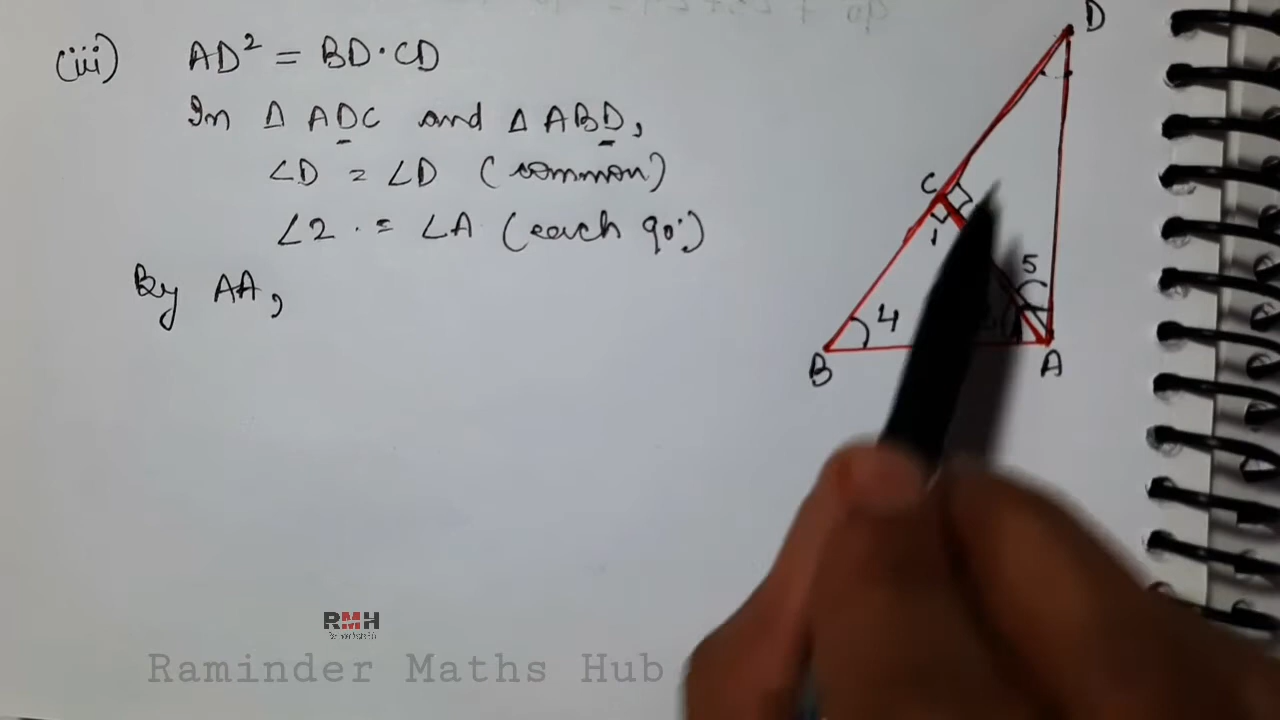 (iii) AD² = BD·CD
In Δ ADC and Δ ABD,
∠D = ∠D (common)
∠2 = ∠A (each 90°)
By AA,
D
C
1
5
4
B
A
RMH
Raminder Maths Hub